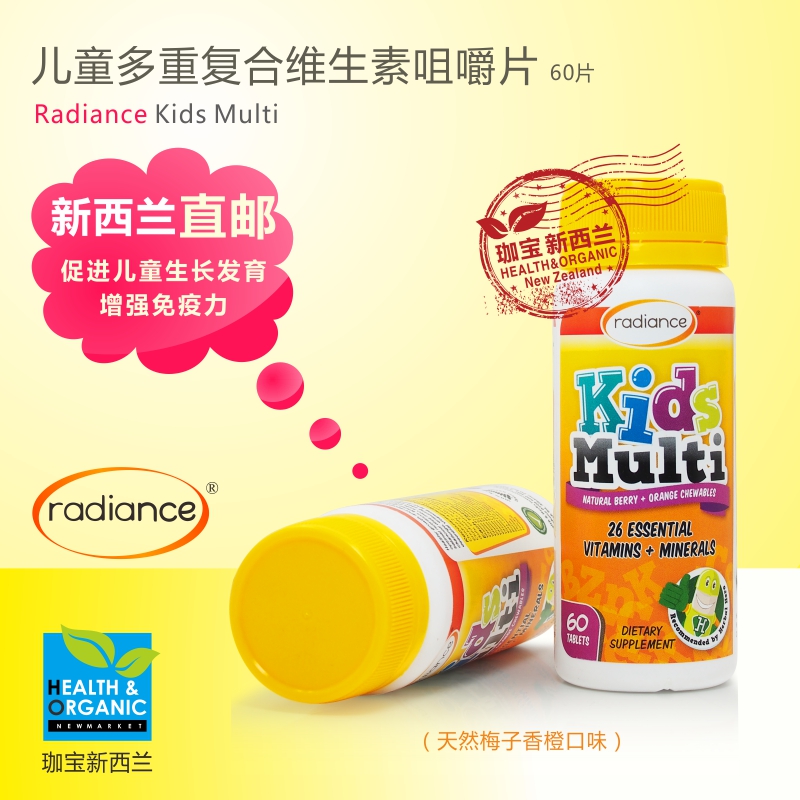 儿童多重复合维生素咀嚼片 60片
Radiance Kids Multi
新西兰直邮
促进儿童生长发育
增强免疫力
珈宝 新西兰
HEALTH&ORGANIC
New Zealand
radiance
Kids
Multi
NATURAL BERRY + ORANGE CHEWABLES
26 ESSENTIAL
VITAMINS + MINERALS
60
TABLETS
DIETARY
SUPPLEMENT
radiance®
HEALTH &
ORGANIC
NEWMARKET
珈宝新西兰
(天然梅子香橙口味)